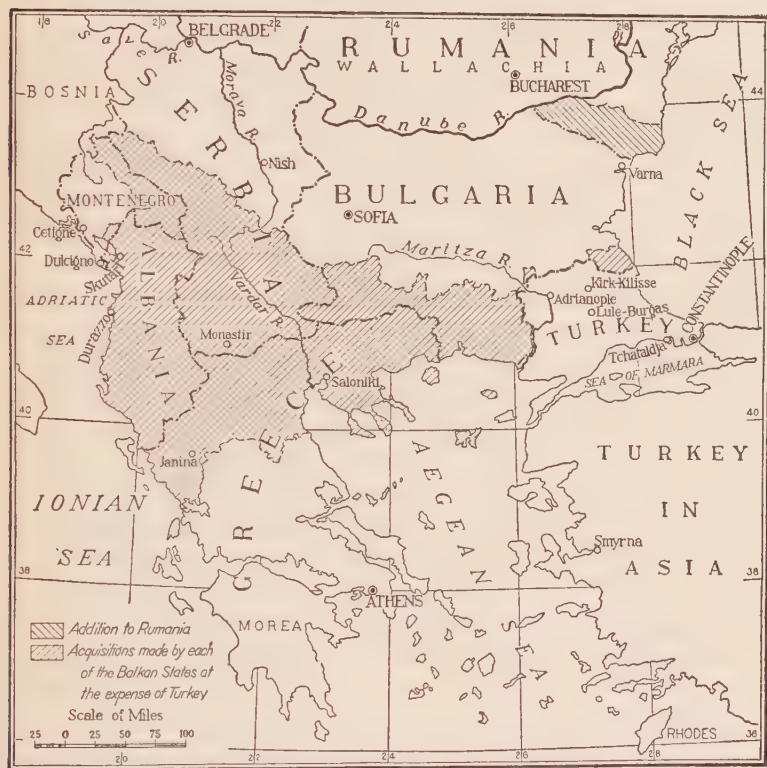 18 20 22 24 26 28
Save R.
BELGRADE
RUMANIA
WALLACHIA
BUCHAREST
BOSNIA
SERBIA
Morava R.
Danube R.
44
BLACK SEA
Nish
Varna
MONTENEGRO
BULGARIA
SOFIA
Cetigne
42
Dulcigno
Skutari
Maritza R.
CONSTANTINOPLE
ADRIATIC
SEA
ALBANIA
Vardar R.
Kirk-Kilisse
Adrianople
Lule-Burgas
Durazzo
Monastir
TURKEY
Tchataldja
SEA OF MARMARA
Saloniki
40
40
Janina
GREECE
AEGEAN
SEA
TURKEY
IN
ASIA
IONIAN
SEA
Smyrna
38
38
ATHENS
MOREA
Addition to Rumania
Acquisitions made by each
of the Balkan States at
the expense of Turkey
Scale of Miles
25 0 25 50 75 100
RHODES
36
20 22 24 26 28